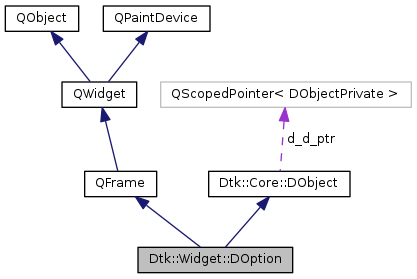 QObject
QPaintDevice
QWidget
QScopedPointer< DObjectPrivate >
d_d_ptr
QFrame
Dtk::Core::DObject
Dtk::Widget::DOption